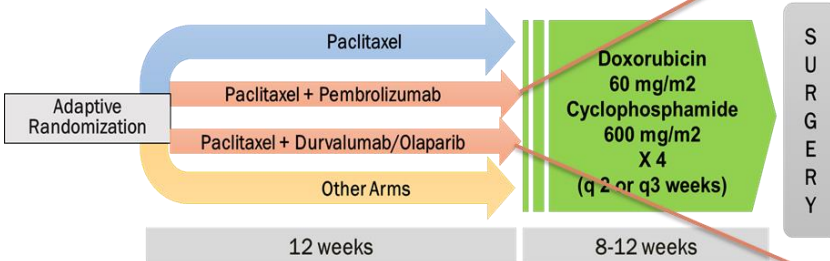 Adaptive
Randomization
Paclitaxel
Paclitaxel + Pembrolizumab
Paclitaxel + Durvalumab/Olaparib
Other Arms
Doxorubicin
60 mg/m2
Cyclophosphamide
600 mg/m2
X 4
(q 2 or q3 weeks)
SURGERY
12 weeks
8-12 weeks